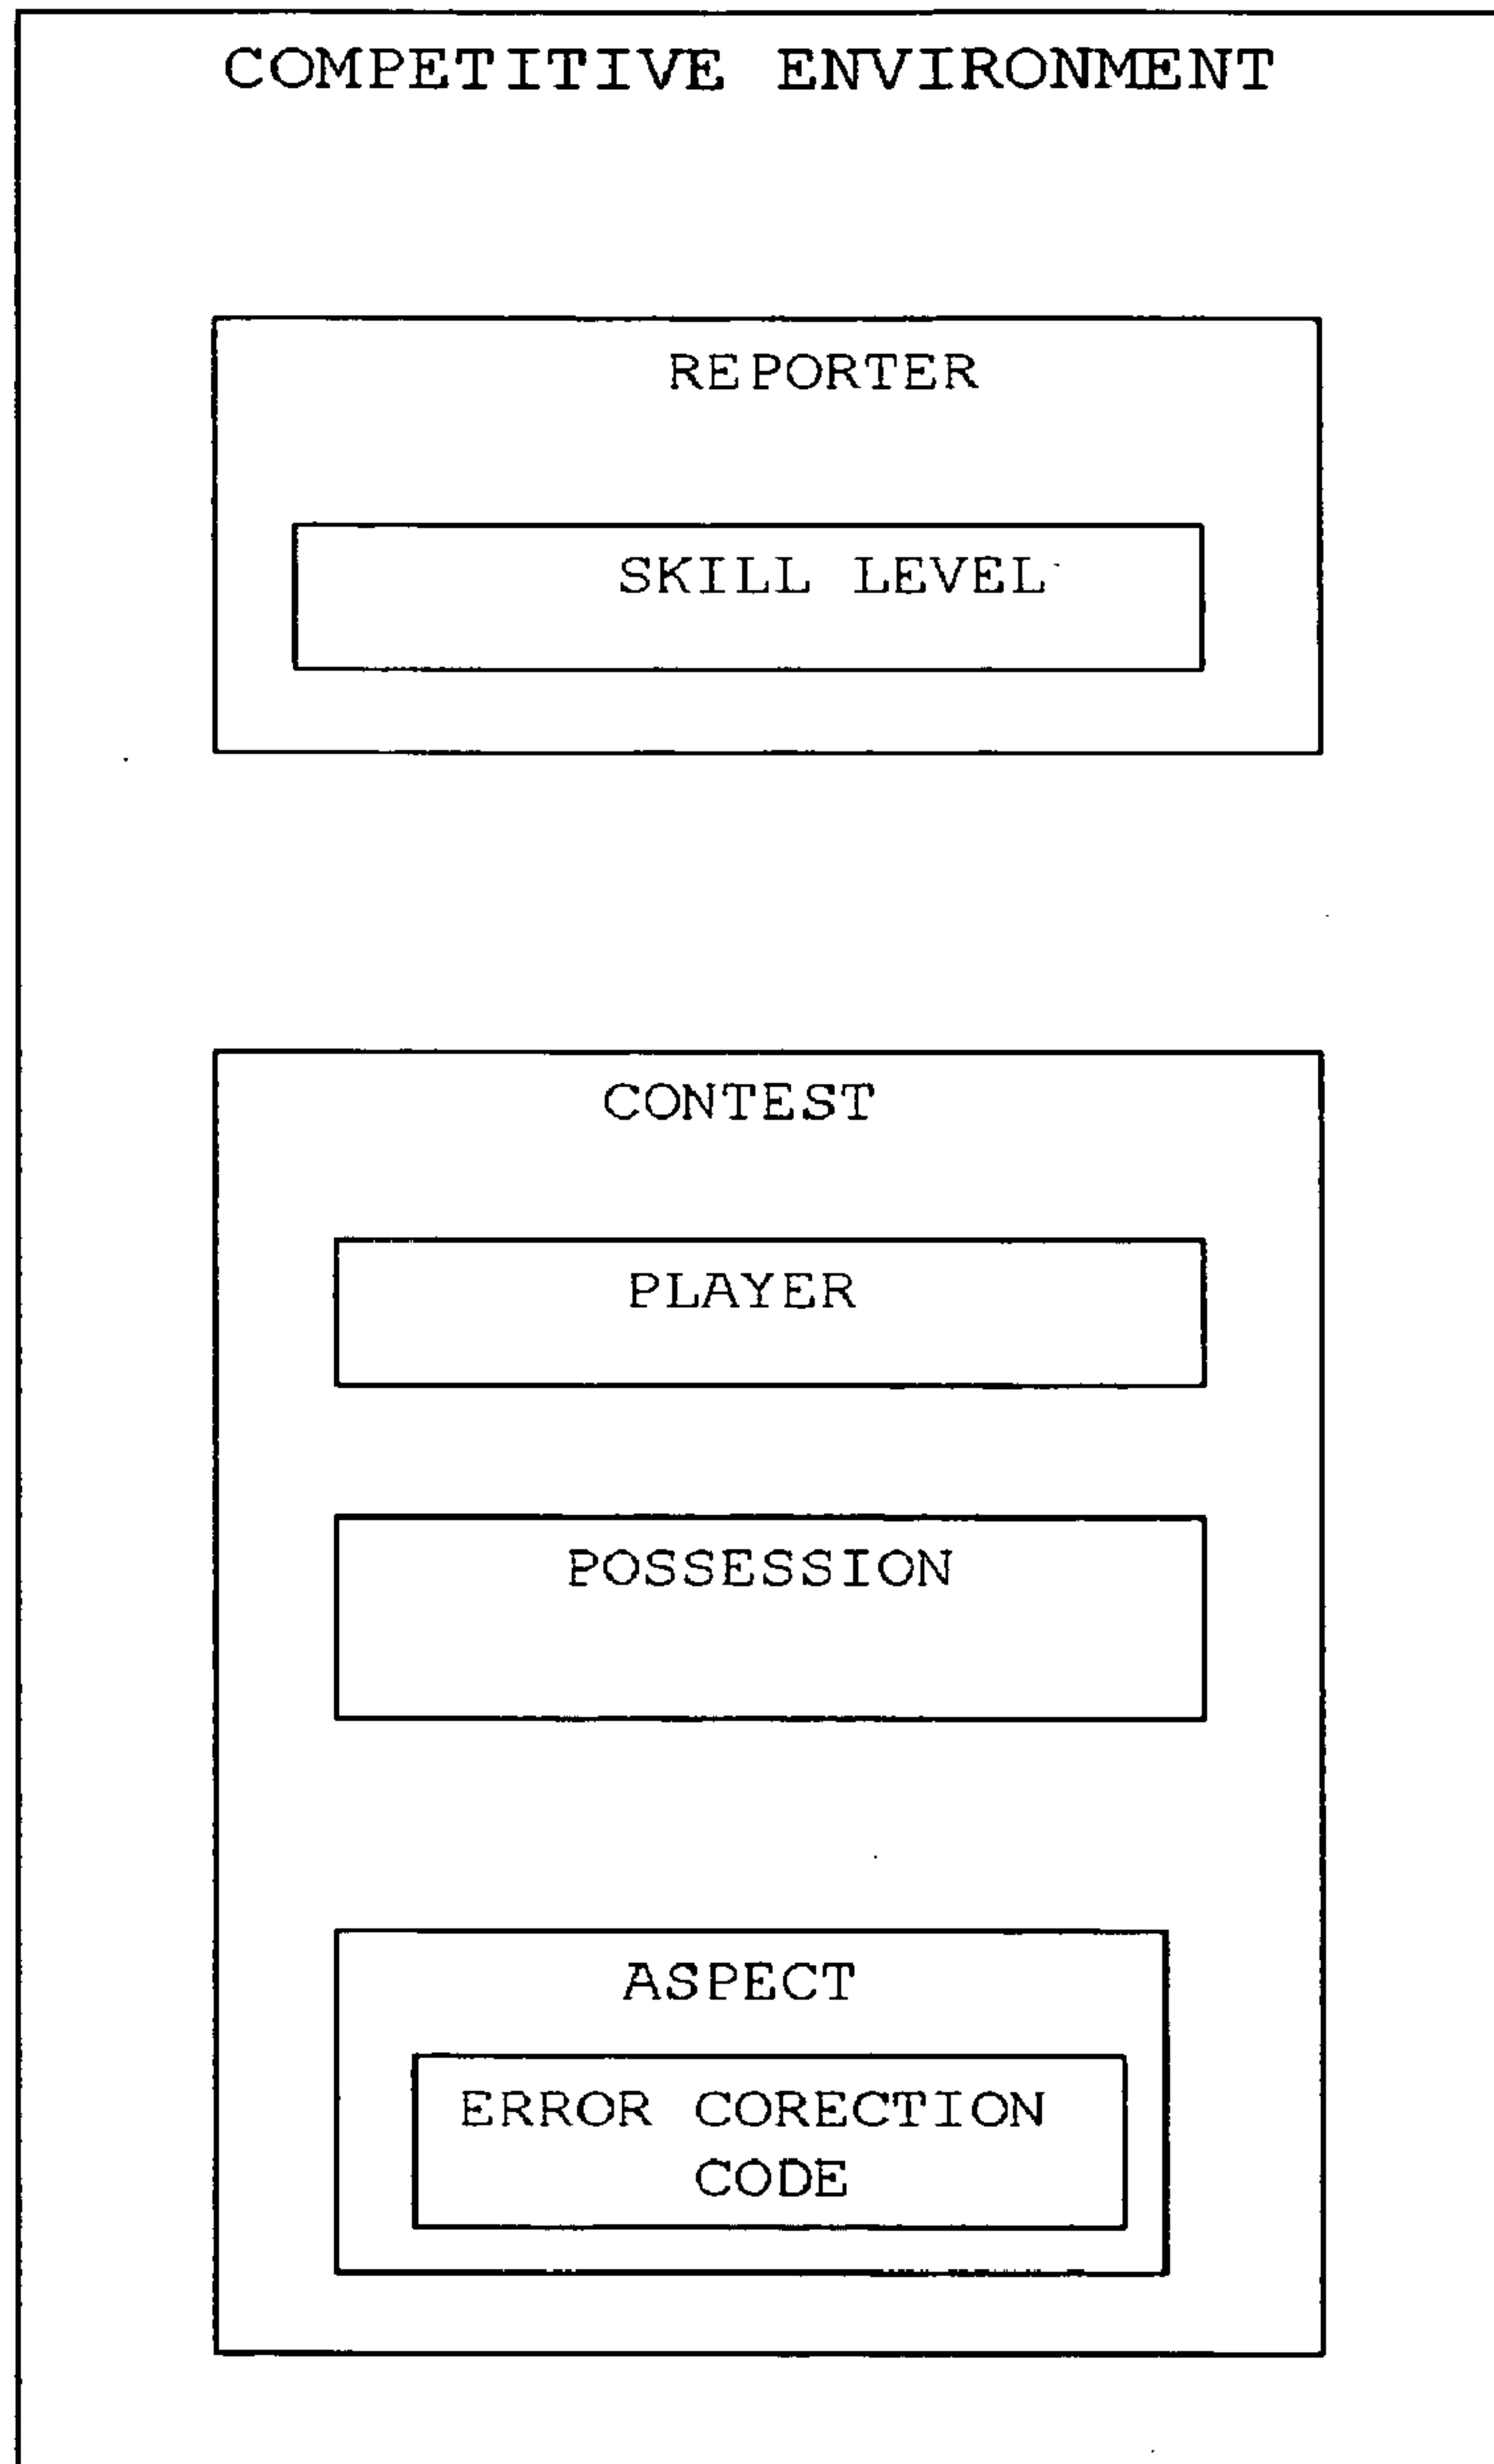 COMPETITIVE ENVIRONMENT
REPORTER
SKILL LEVEL
CONTEST
PLAYER
POSSESSION
ASPECT
ERROR CORECTION
CODE